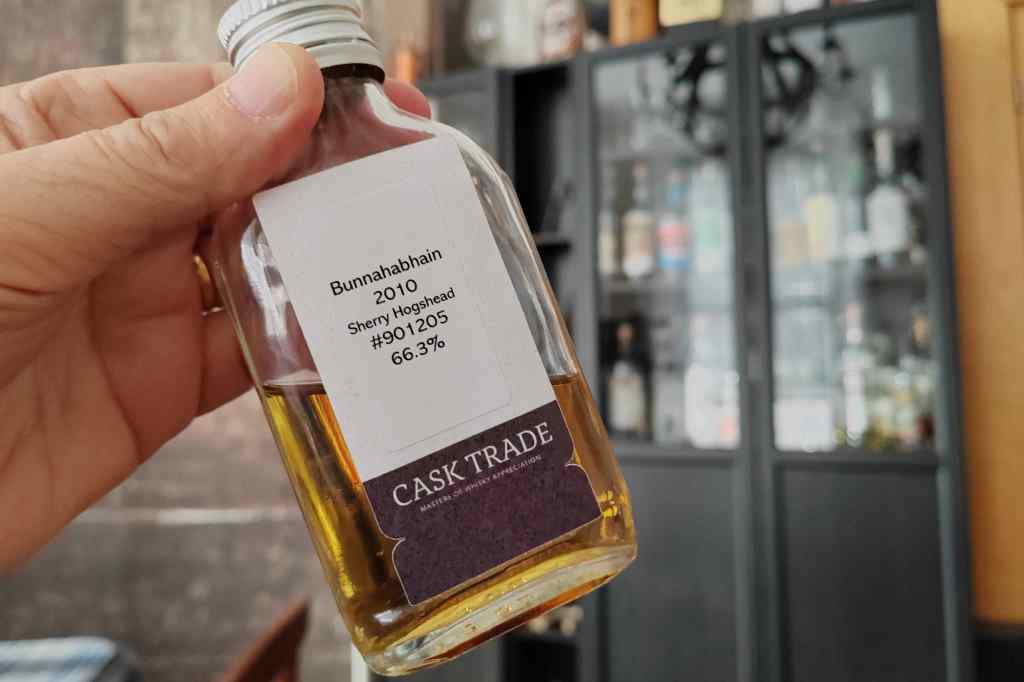 Bunnahabhain
2010
Sherry Hogshead
#901205
66.3%
CASK TRADE
MASTERS OF WHISKY APPRECIATION